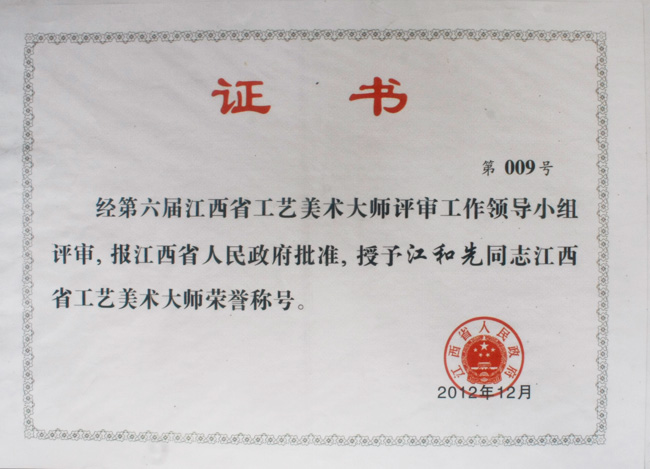 证 书
第 009 号
经第六届江西省工艺美术大师评审工作领导小组
评审, 报江西省人民政府批准, 授予江和先同志江西
省工艺美术大师荣誉称号。
江西省人民政府
2012年12月